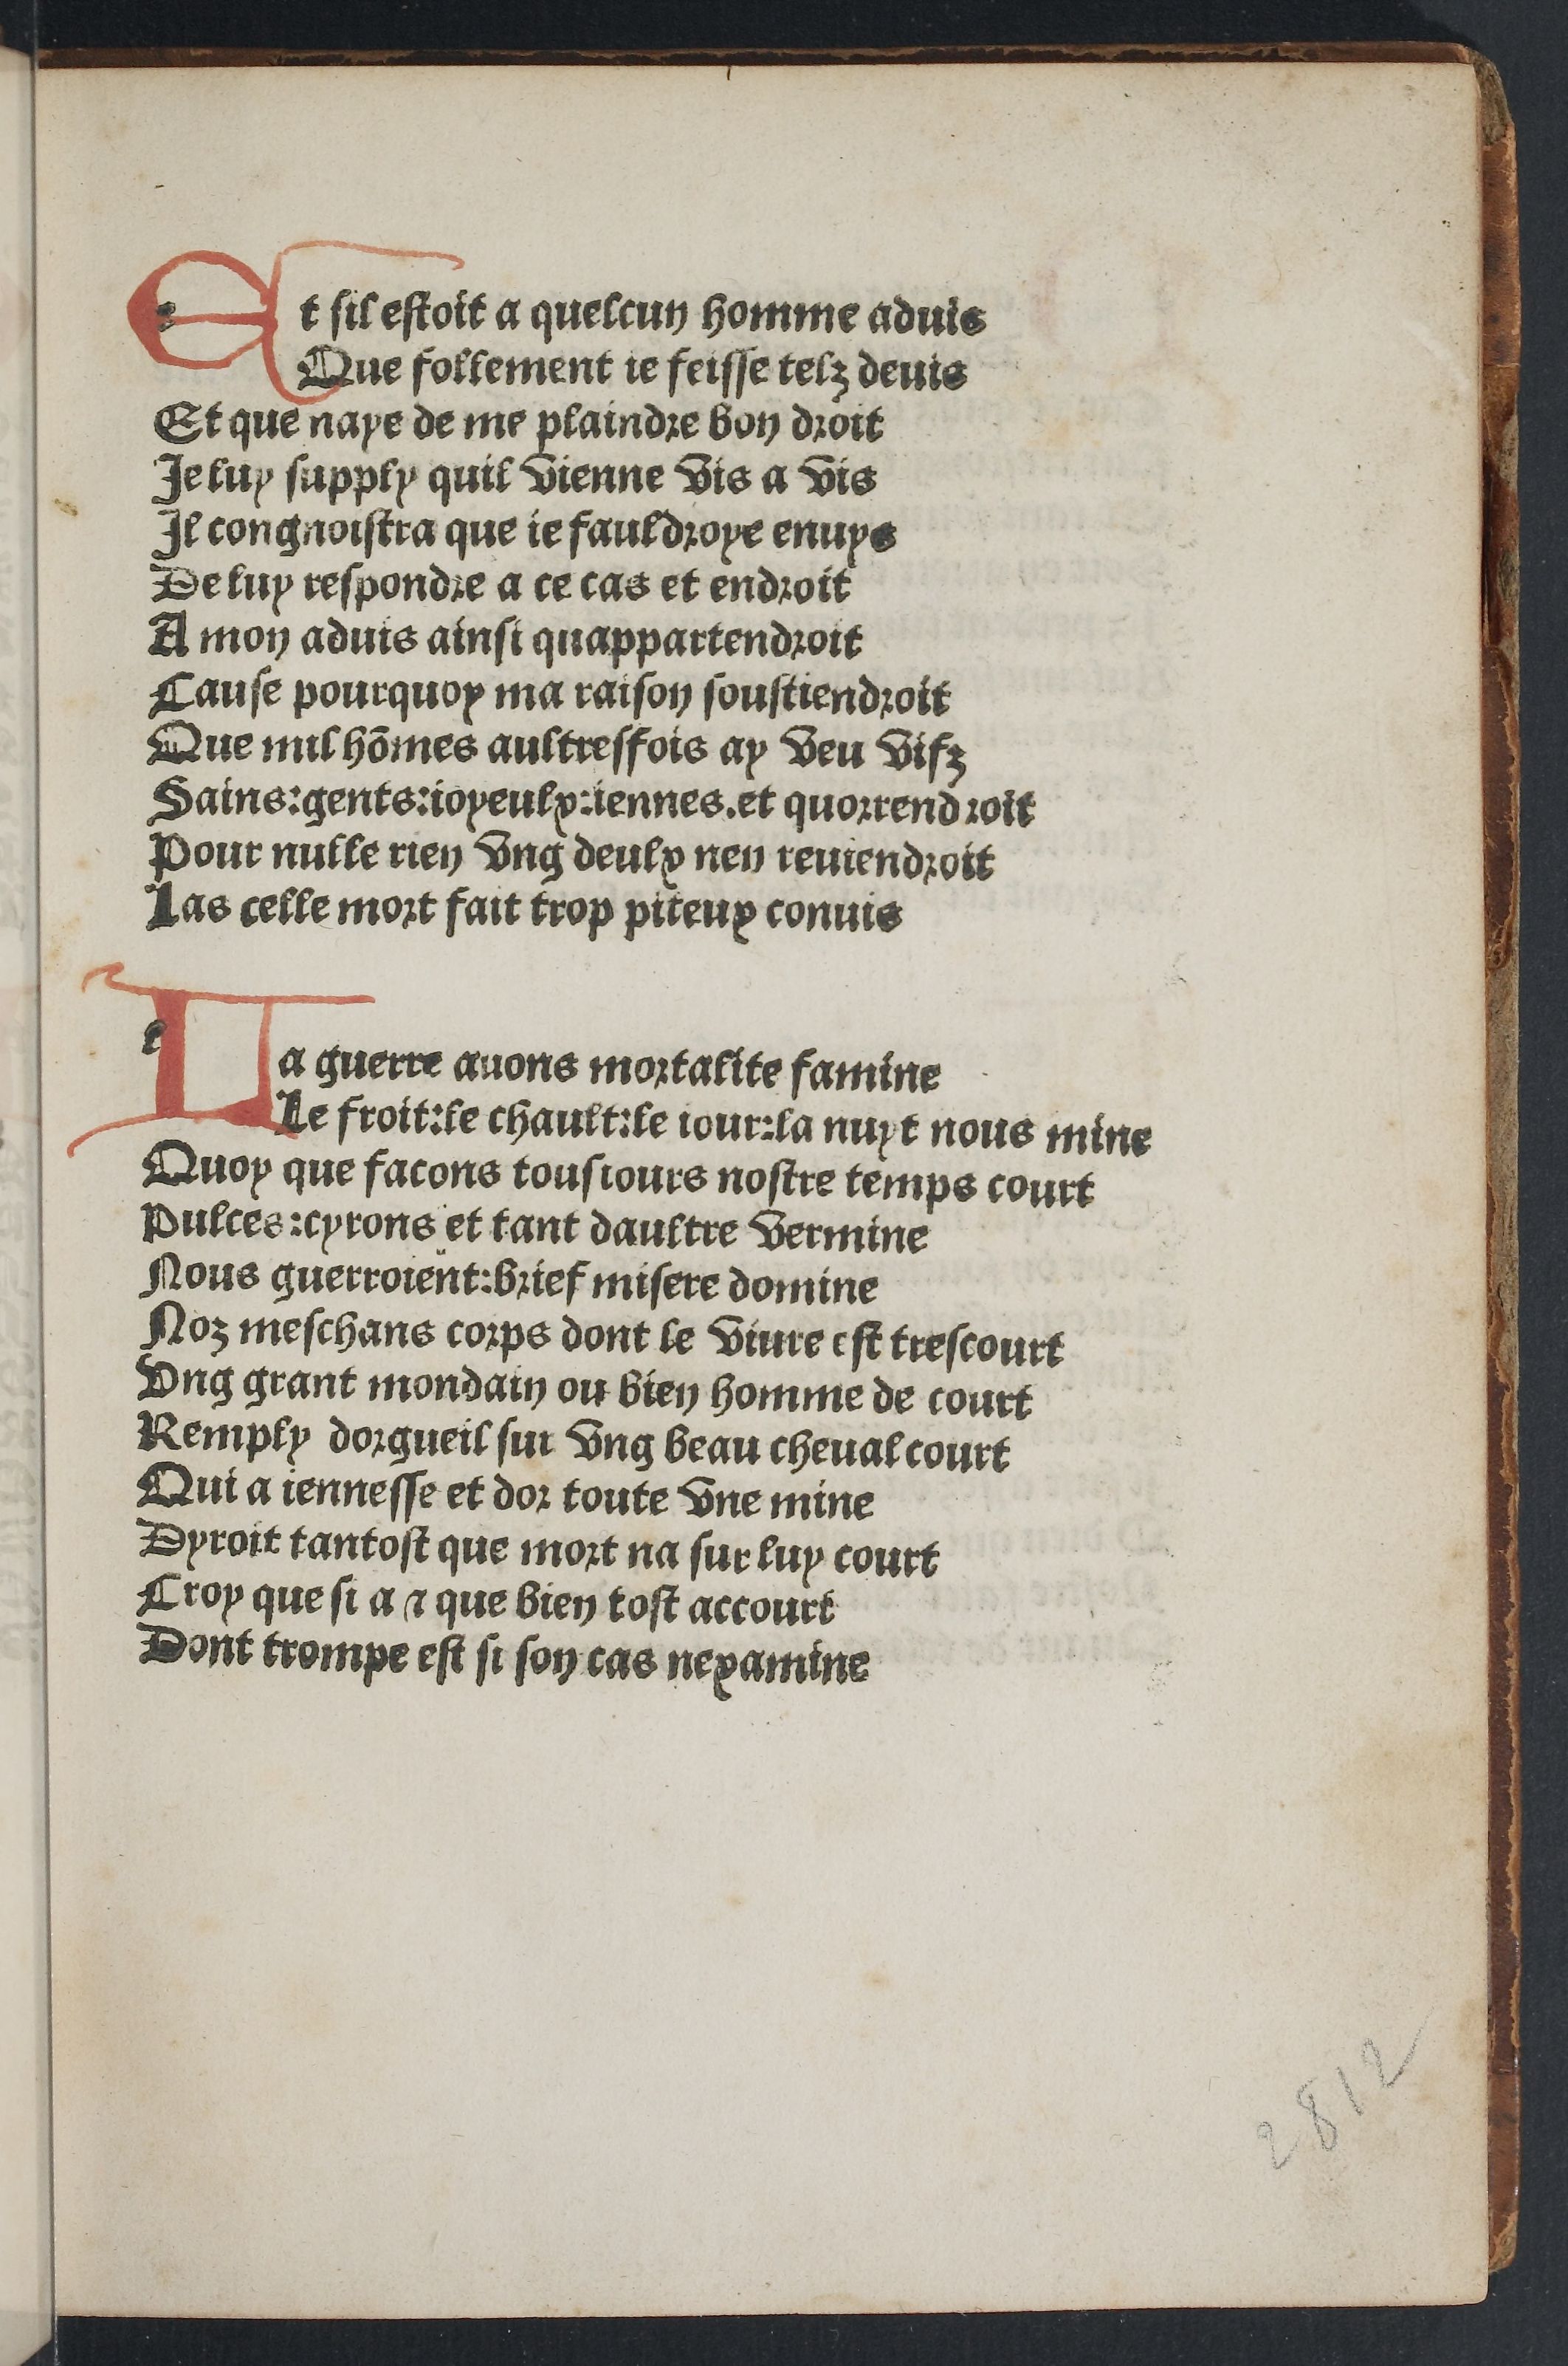 Et sil estoit a quelcun homme aduis
Que follement ie feisse telz deuis
Et que naye de me plaindre bon droit
Je luy supply quil vienne vis a vis
Il congnoistra que ie fauldroye enuys
De luy respondre a ce cas et endroit
A mon aduis ainsi quappartendroit
Cause pourquoy ma raison soustiendroit
Que mil hōmes aultresfois ay veu vifz
Sains:gents:ioyeulx:iennes.et quorrendroit
Pour nulle rien vng deulx nen reuiendroit
Las celle mort fait trop piteux conuis
La guerre auons mortalite famine
Le froit:le chault:le iour:la nuyt nous mine
Quoy que facons tousiours nostre temps court
Pulces:cyrons et tant daultre vermine
Nous guerroient:brief misere domine
Noz meschans corps dont le viure est trescourt
Vng grant mondain ou bien homme de court
Remply dorgueil sur vng beau cheual court
Qui a iennesse et dor toute vne mine
Dyroit tantost que mort na sur luy court
Croy que si a ⁊ que bien tost accourt
Dont trompe est si son cas nexamine
2812